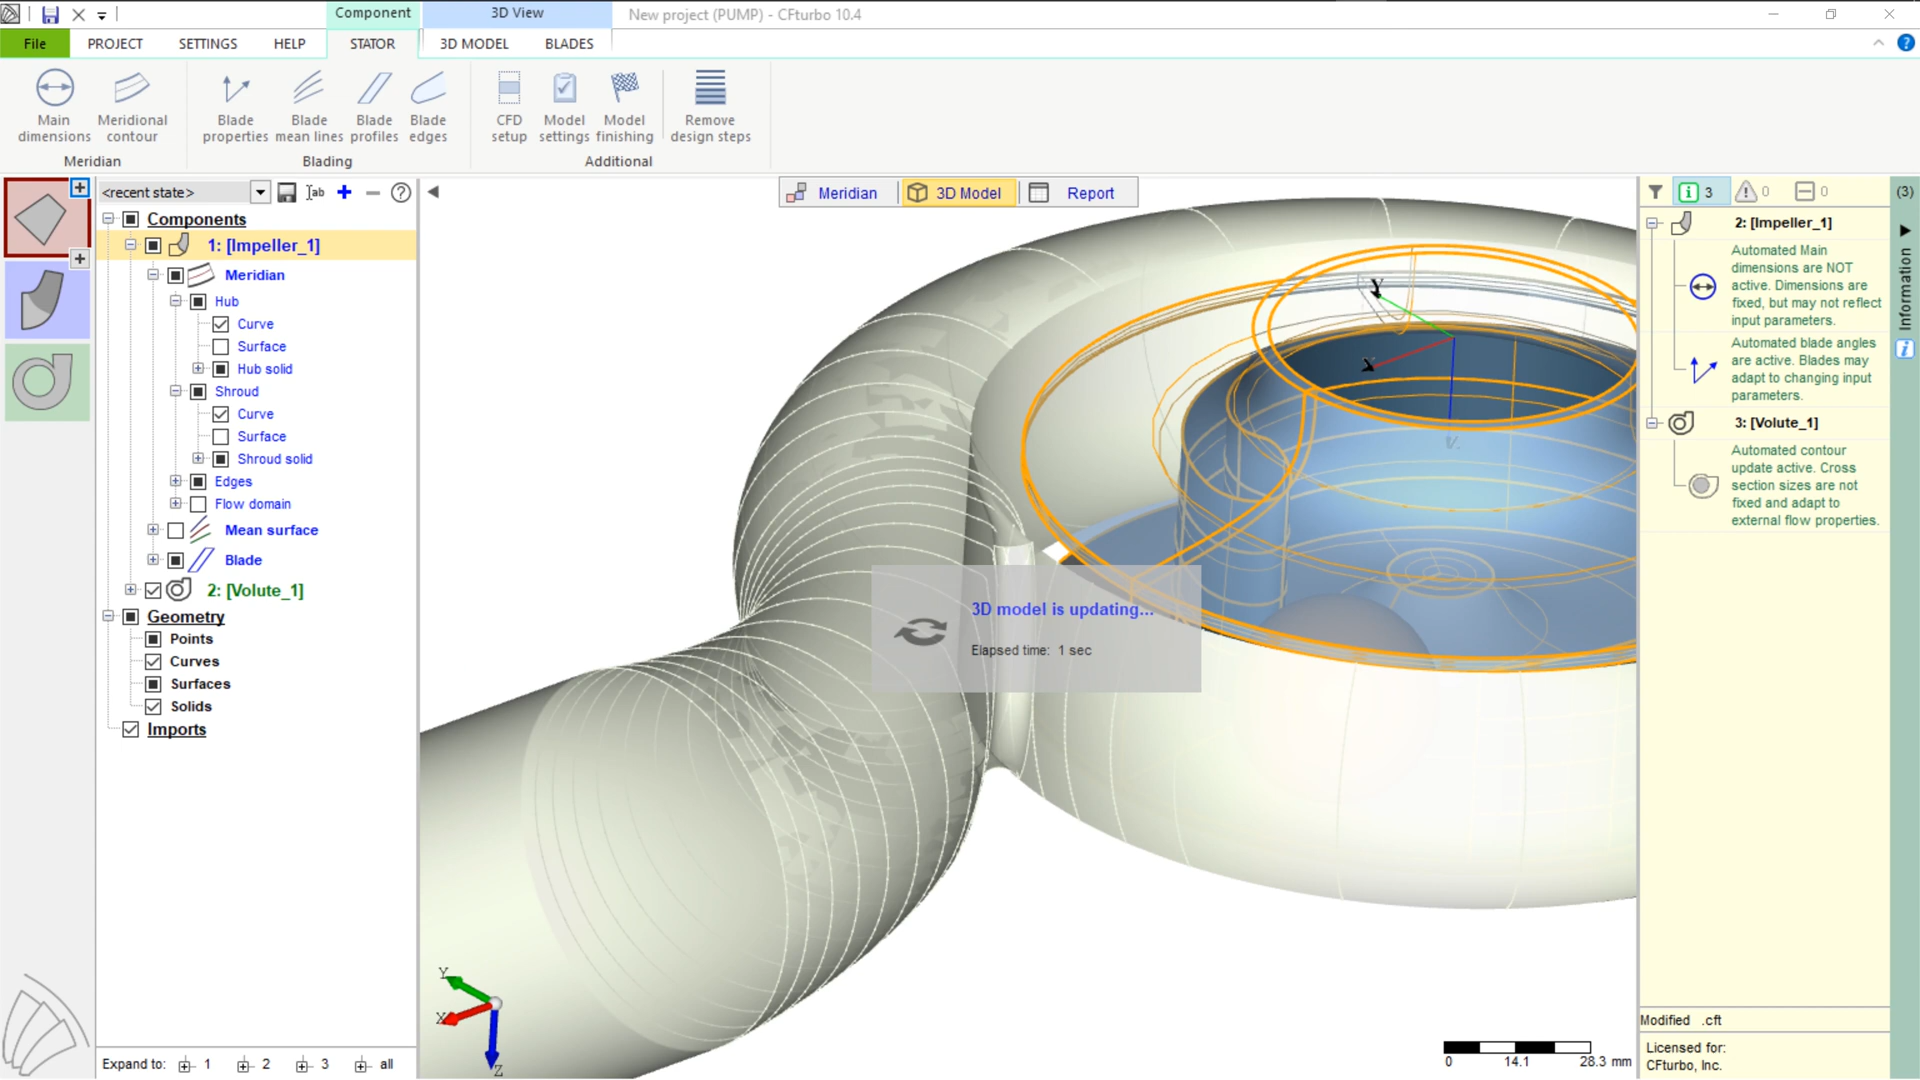 Component
3D View
New project (PUMP) - CFturbo 10.4
File
PROJECT
SETTINGS
HELP
STATOR
3D MODEL
BLADES
Main dimensions
Meridional contour
Blade properties
Blade mean lines
Blade profiles
Blade edges
CFD setup
Model settings
Model finishing
Remove design steps
Meridian
Blading
Additional
<recent state>
ab
Meridian
3D Model
Report
3
0
0
(3)
Components
1: [Impeller_1]
Meridian
Hub
Curve
Surface
Hub solid
Shroud
Curve
Surface
Shroud solid
Edges
Flow domain
Mean surface
Blade
2: [Volute_1]
Geometry
Points
Curves
Surfaces
Solids
Imports
Expand to: 1 2 3 all
Y
X
3D model is updating...
Elapsed time: 1 sec
Y
X
Z
0 14.1 28.3 mm
2: [Impeller_1]
Automated Main
dimensions are NOT
active. Dimensions are
fixed, but may not reflect
input parameters.
Automated blade angles
are active. Blades may
adapt to changing input
parameters.
3: [Volute_1]
Automated contour
update active. Cross
section sizes are not
fixed and adapt to
external flow properties.
Information
Modified .cft
Licensed for:
CFturbo, Inc.